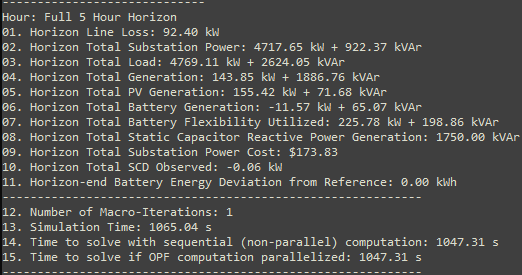 ------------------------------
Hour: Full 5 Hour Horizon
01. Horizon Line Loss: 92.40 kW
02. Horizon Total Substation Power: 4717.65 kW + 922.37 kVAr
03. Horizon Total Load: 4769.11 kW + 2624.05 kVAr
04. Horizon Total Generation: 143.85 kW + 1886.76 kVAr
05. Horizon Total PV Generation: 155.42 kW + 71.68 kVAr
06. Horizon Total Battery Generation: -11.57 kW + 65.07 kVAr
07. Horizon Total Battery Flexibility Utilized: 225.78 kW + 198.86 kVAr
08. Horizon Total Static Capacitor Reactive Power Generation: 1750.00 kVAr
09. Horizon Total Substation Power Cost: $173.83
10. Horizon Total SCD Observed: -0.06 kW
11. Horizon-end Battery Energy Deviation from Reference: 0.00 kWh
------------------------------------------------------------
12. Number of Macro-Iterations: 1
13. Simulation Time: 1065.04 s
14. Time to solve with sequential (non-parallel) computation: 1047.31 s
15. Time to solve if OPF computation parallelized: 1047.31 s
------------------------------------------------------------